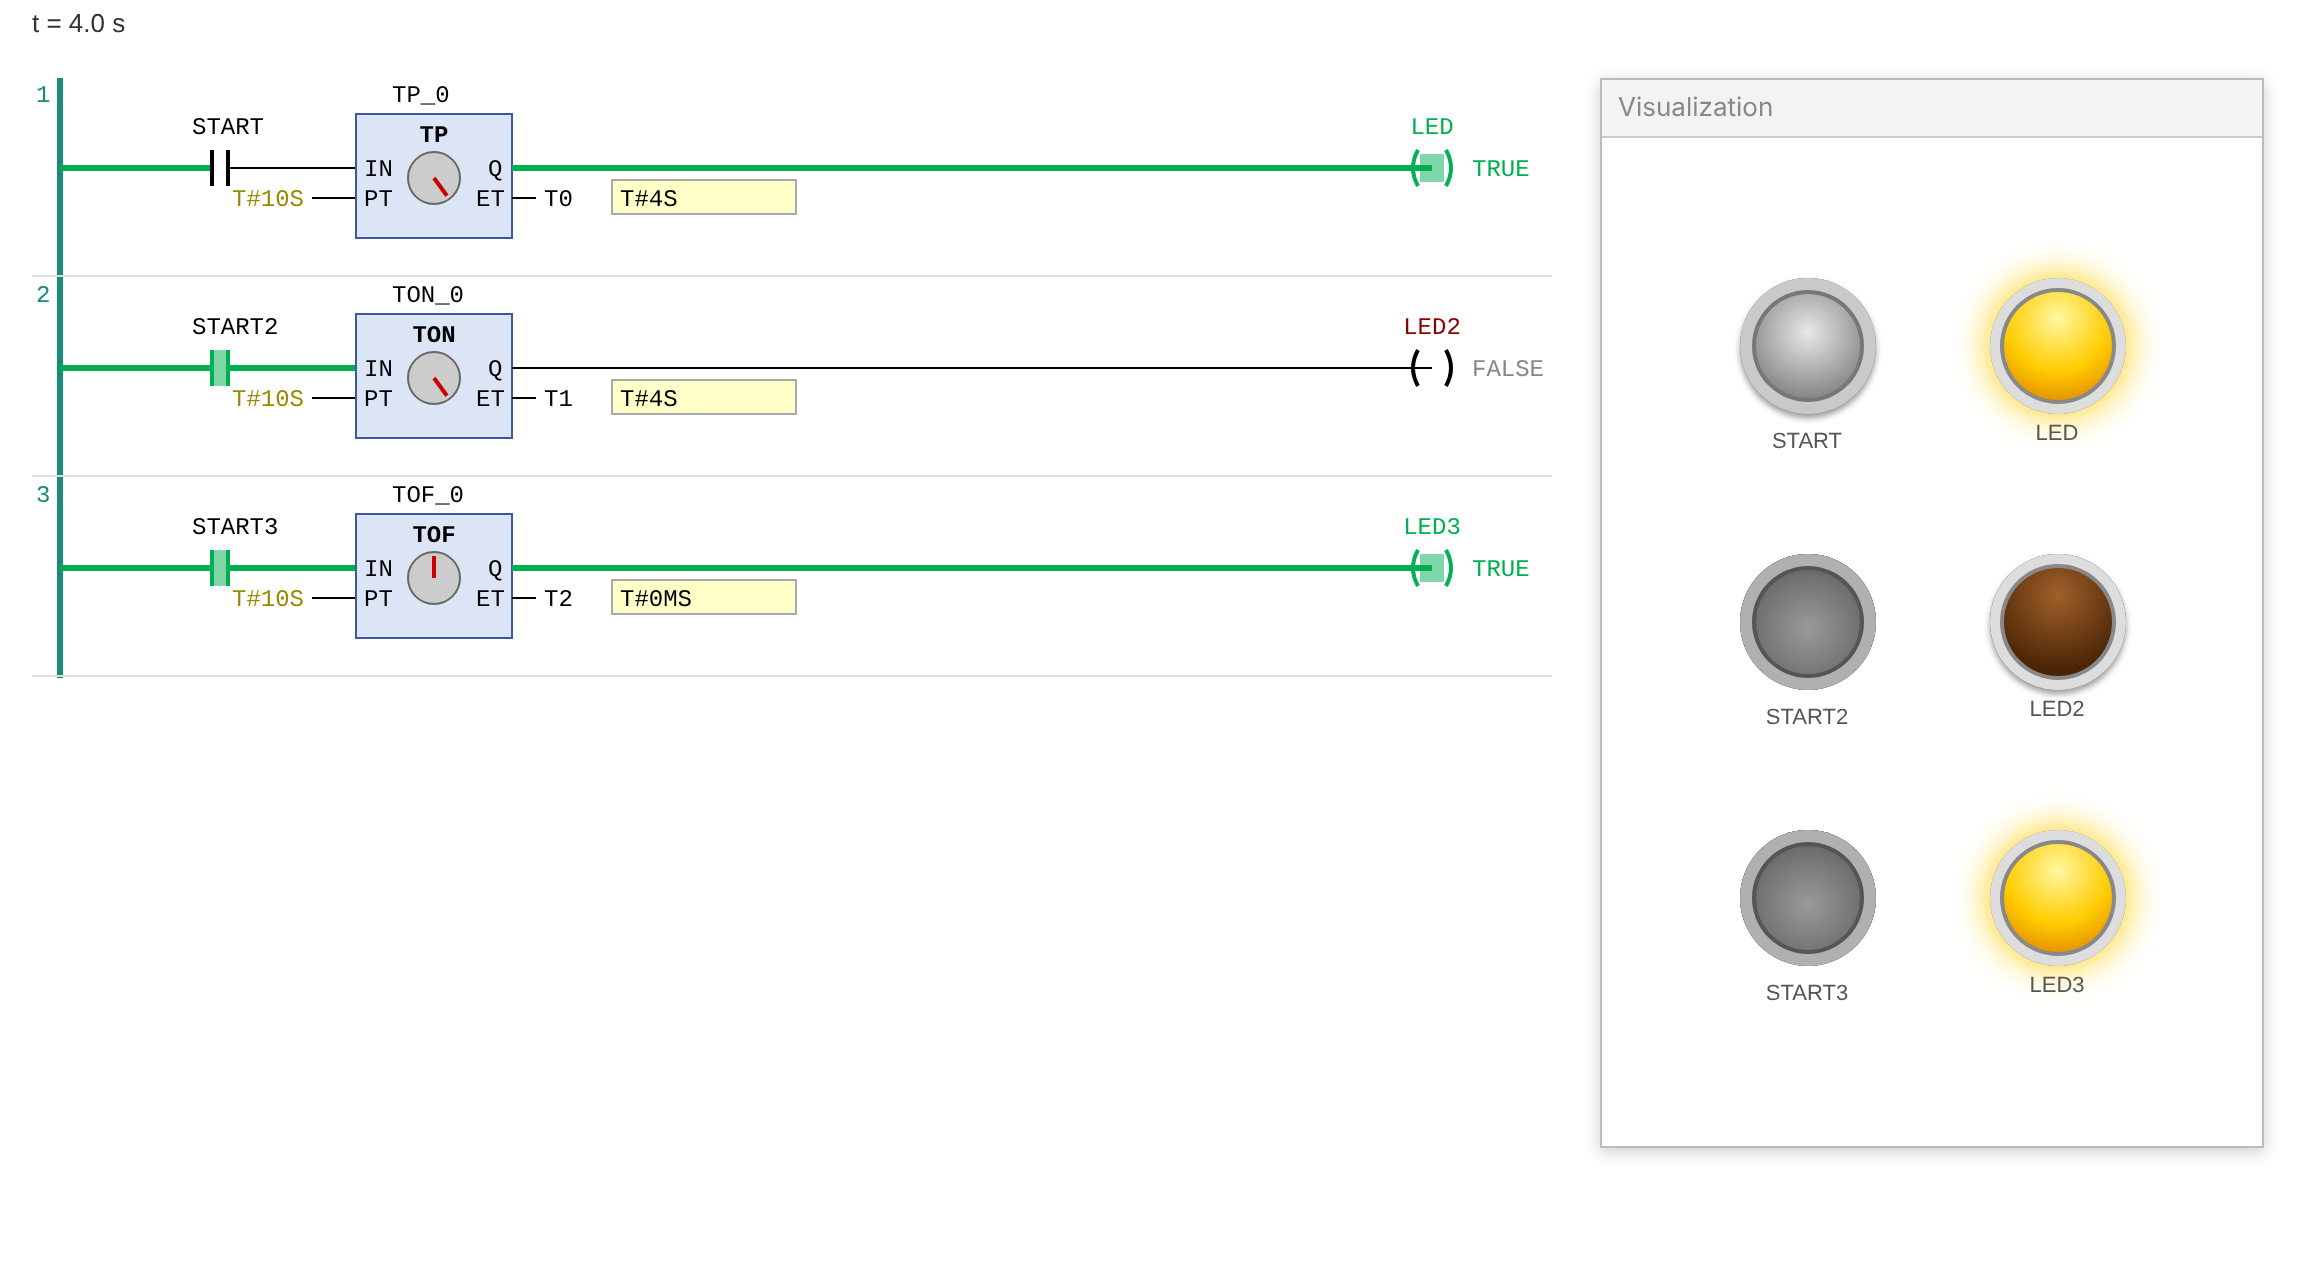 t = 4.0 s
1
TP_0
START
TP
IN
Q
T#10S
PT
ET
T0
T#4S
LED
TRUE
2
TON_0
START2
TON
IN
Q
T#10S
PT
ET
T1
T#4S
LED2
FALSE
3
TOF_0
START3
TOF
IN
Q
T#10S
PT
ET
T2
T#0MS
LED3
TRUE
Visualization
START
LED
START2
LED2
START3
LED3